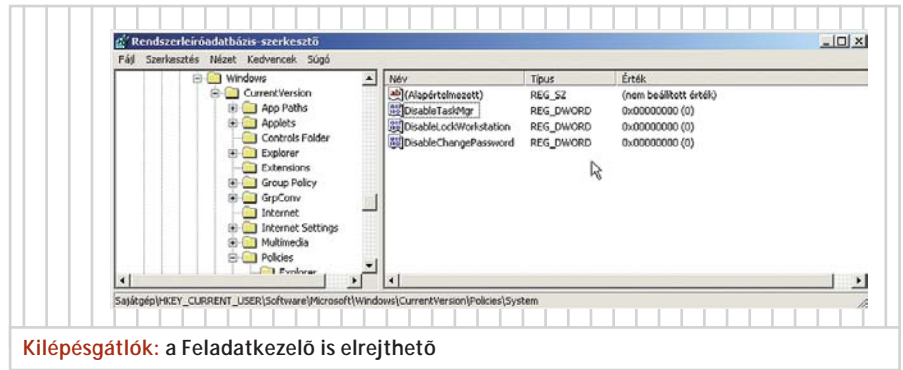 Rendszerleíróadatbázis-szerkesztő
Fájl Szerkesztés Nézet Kedvencek Súgó
Windows
CurrentVersion
App Paths
Applets
Controls Folder
Explorer
Extensions
Group Policy
GrpConv
Internet
Internet Settings
Multimedia
Policies
Explorer
Név Típus Érték
(Alapértelmezett) REG_SZ (nem beállított érték)
DisableTaskMgr REG_DWORD 0x00000000 (0)
DisableLockWorkstation REG_DWORD 0x00000000 (0)
DisableChangePassword REG_DWORD 0x00000000 (0)
Sajátgép\HKEY_CURRENT_USER\Software\Microsoft\Windows\CurrentVersion\Policies\System
Kilépésgátlók: a Feladatkezelõ is elrejthetõ